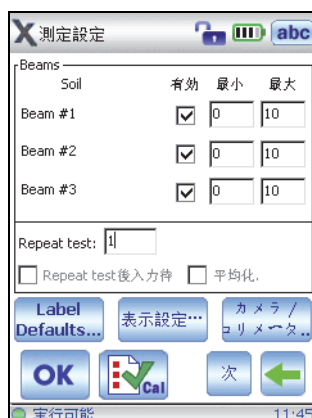 測定設定 abc
Beams
Soil 有効 最小 最大
Beam #1 0 10
Beam #2 0 10
Beam #3 0 10
Repeat test: 1
Repeat test後入力待 平均化.
Label Defaults... 表示設定… カメラ/コリメータ..
OK Cal 次
実行可能 11:45